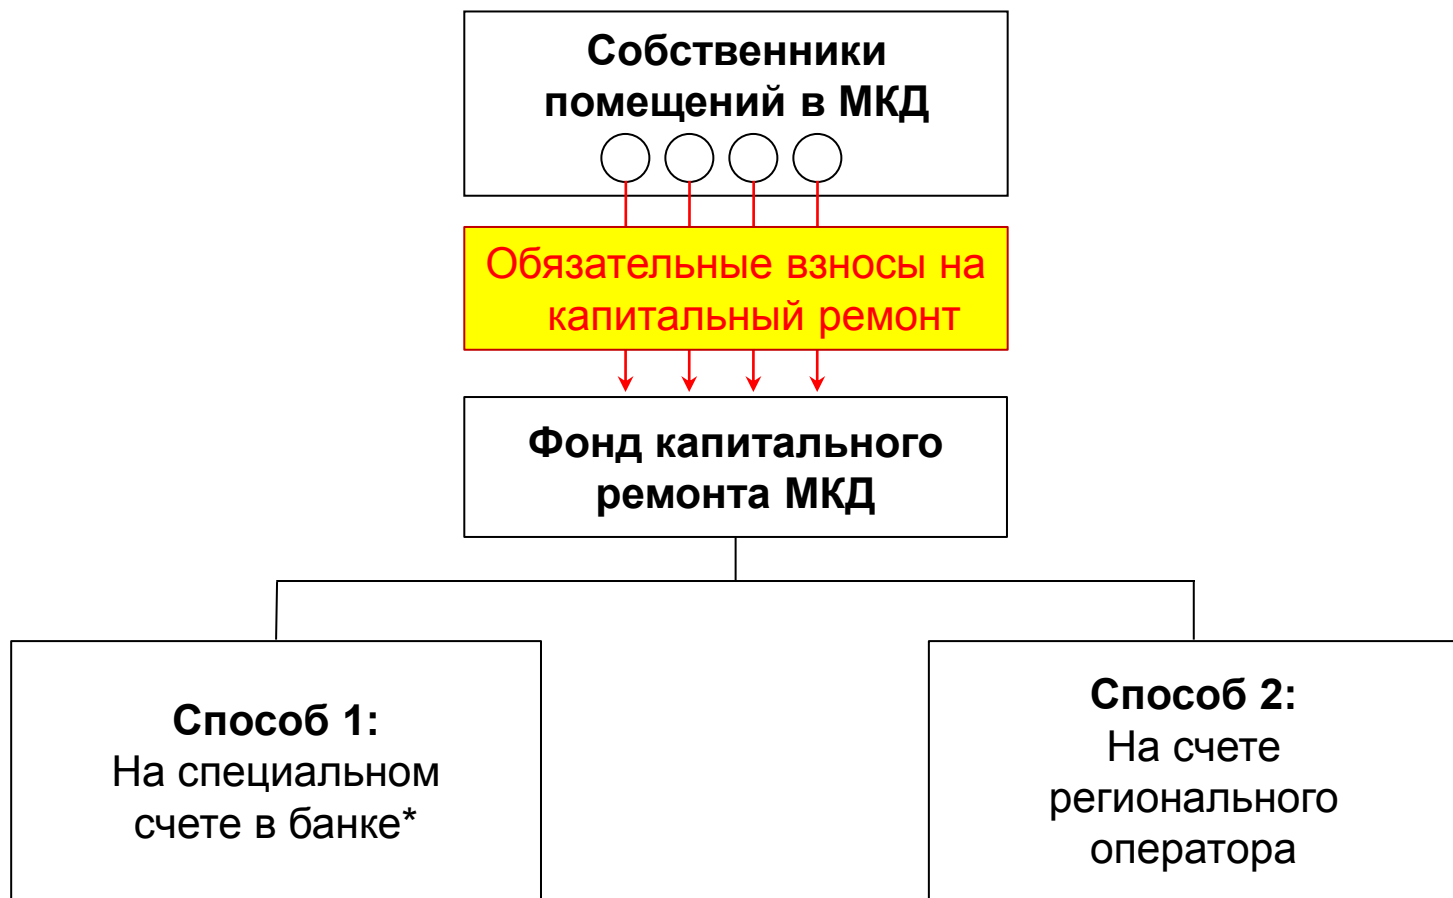 Собственники
помещений в МКД
Обязательные взносы на
капитальный ремонт
Фонд капитального
ремонта МКД
Способ 1:
На специальном
счете в банке*
Способ 2:
На счете
регионального
оператора